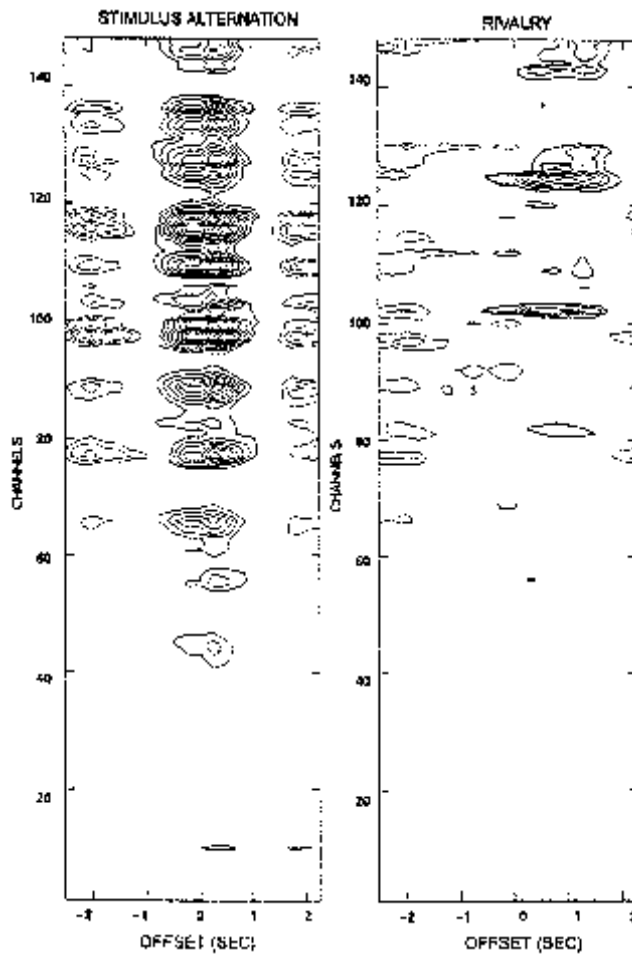 STIMULUS ALTERNATION
RIVALRY
140
120
100
80
60
40
20
CHANNELS
-2 -1 0 1 2
OFFSET (SEC)
140
120
100
80
60
40
20
CHANNELS
-2 -1 0 1 2
OFFSET (SEC)